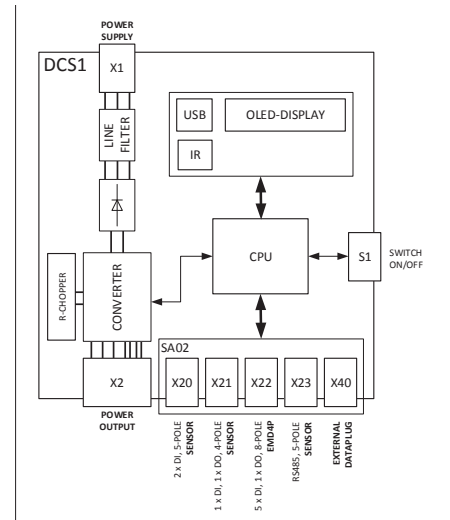 POWER
SUPPLY
DCS1
X1
LINE
FILTER
USB
OLED-DISPLAY
IR
R-CHOPPER
CONVERTER
CPU
S1
SWITCH
ON/OFF
SA02
X2
X20
X21
X22
X23
X40
POWER
OUTPUT
2 x DI, 5-POLE
SENSOR
1 x DI, 1 x DO, 4-POLE
SENSOR
5 x DI, 1 x DO, 8-POLE
EMD4P
RS485, 5-POLE
SENSOR
EXTERNAL
DATAPLUG